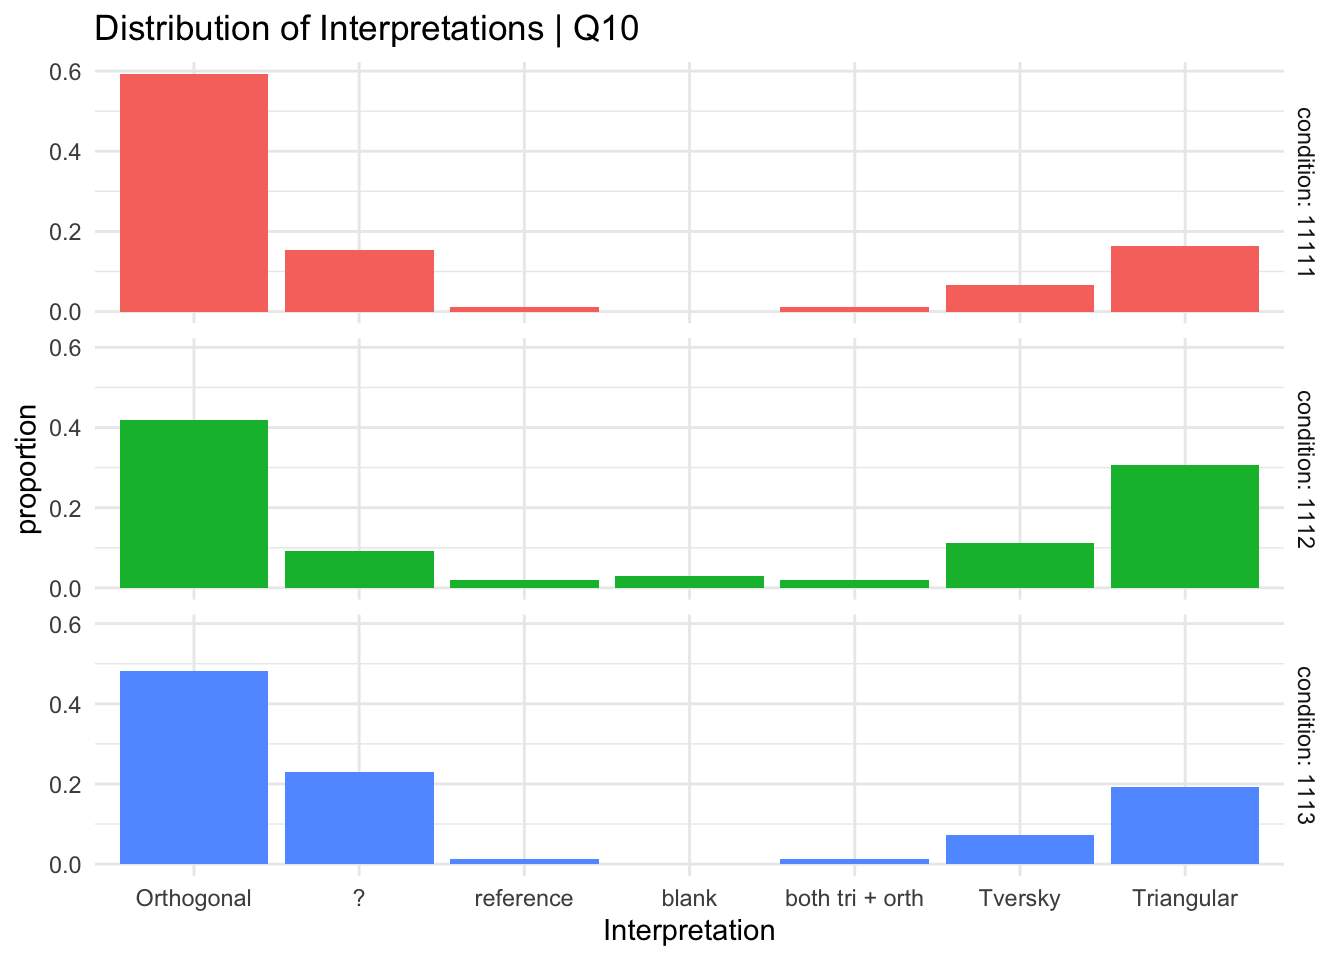 Distribution of Interpretations | Q10
proportion
0.6
0.4
0.2
0.0
condition: 11111
0.6
0.4
0.2
0.0
condition: 1112
0.6
0.4
0.2
0.0
condition: 1113
Orthogonal ? reference blank both tri + orth Tversky Triangular
Interpretation